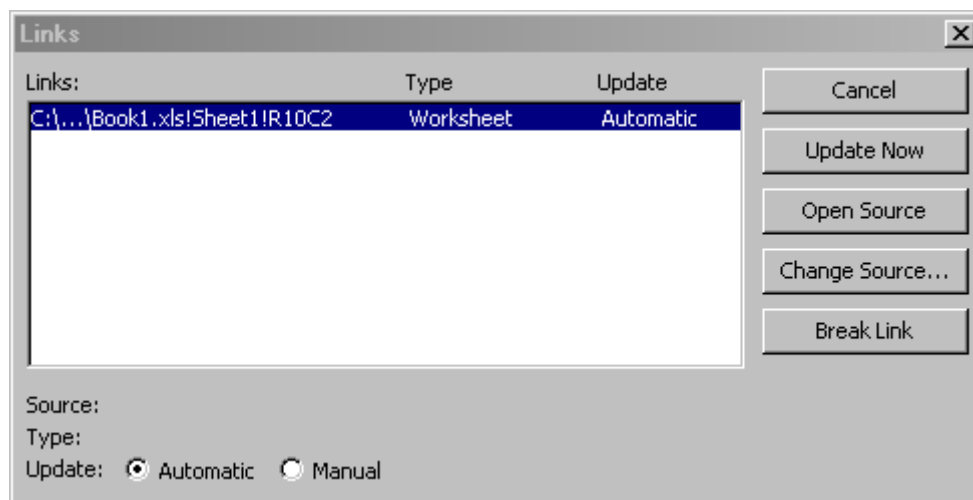 Links
Links: Type Update
C:\...\Book1.xls!Sheet1!R10C2 Worksheet Automatic
Cancel
Update Now
Open Source
Change Source...
Break Link
Source:
Type:
Update: Automatic Manual